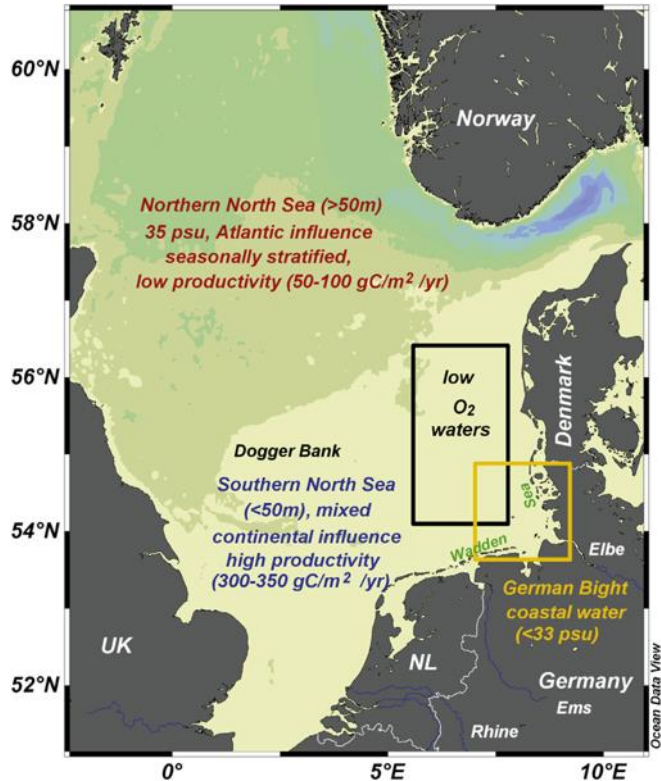 60°N
58°N
56°N
54°N
52°N
0°
5°E
10°E
Norway
Northern North Sea (>50m)
35 psu, Atlantic influence
seasonally stratified,
low productivity (50-100 gC/m² /yr)
low
O₂
waters
Denmark
Dogger Bank
Southern North Sea
(<50m), mixed
continental influence
high productivity
(300-350 gC/m² /yr)
Wadden
Sea
Elbe
German Bight
coastal water
(<33 psu)
UK
NL
Germany
Ems
Rhine
Ocean Data View